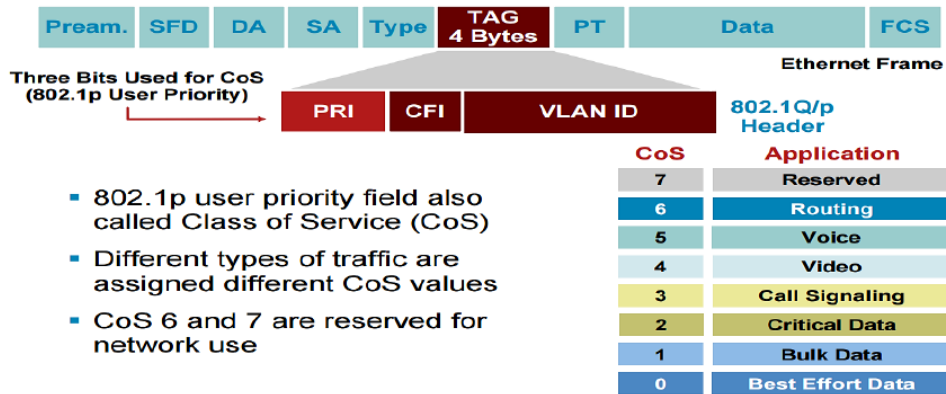 Pream. SFD DA SA Type TAG 4 Bytes PT Data FCS
Ethernet Frame
Three Bits Used for CoS
(802.1p User Priority)
PRI CFI VLAN ID
802.1Q/p
Header
CoS Application
7 Reserved
6 Routing
5 Voice
4 Video
3 Call Signaling
2 Critical Data
1 Bulk Data
0 Best Effort Data
▪ 802.1p user priority field also
called Class of Service (CoS)
▪ Different types of traffic are
assigned different CoS values
▪ CoS 6 and 7 are reserved for
network use